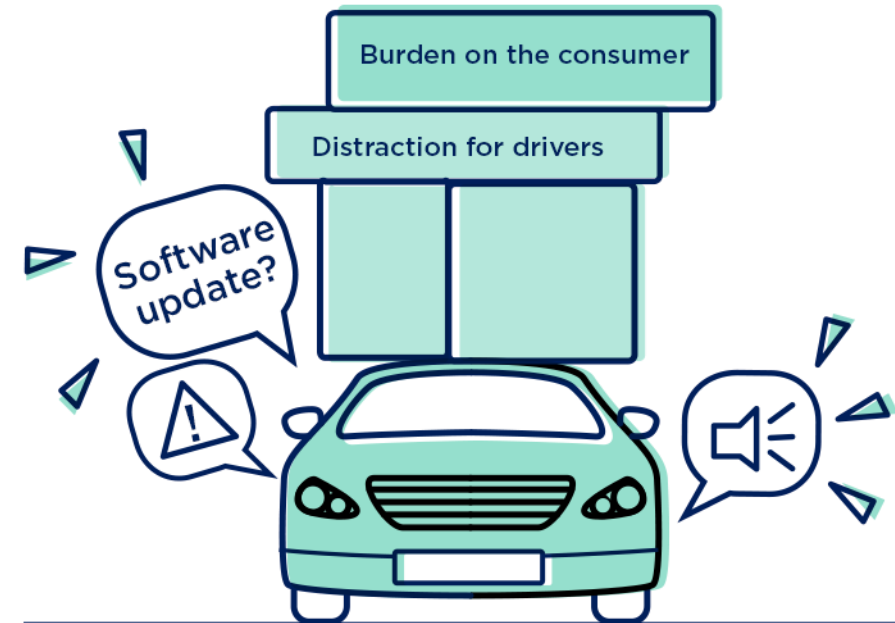 Burden on the consumer
Distraction for drivers
Software
update?
!